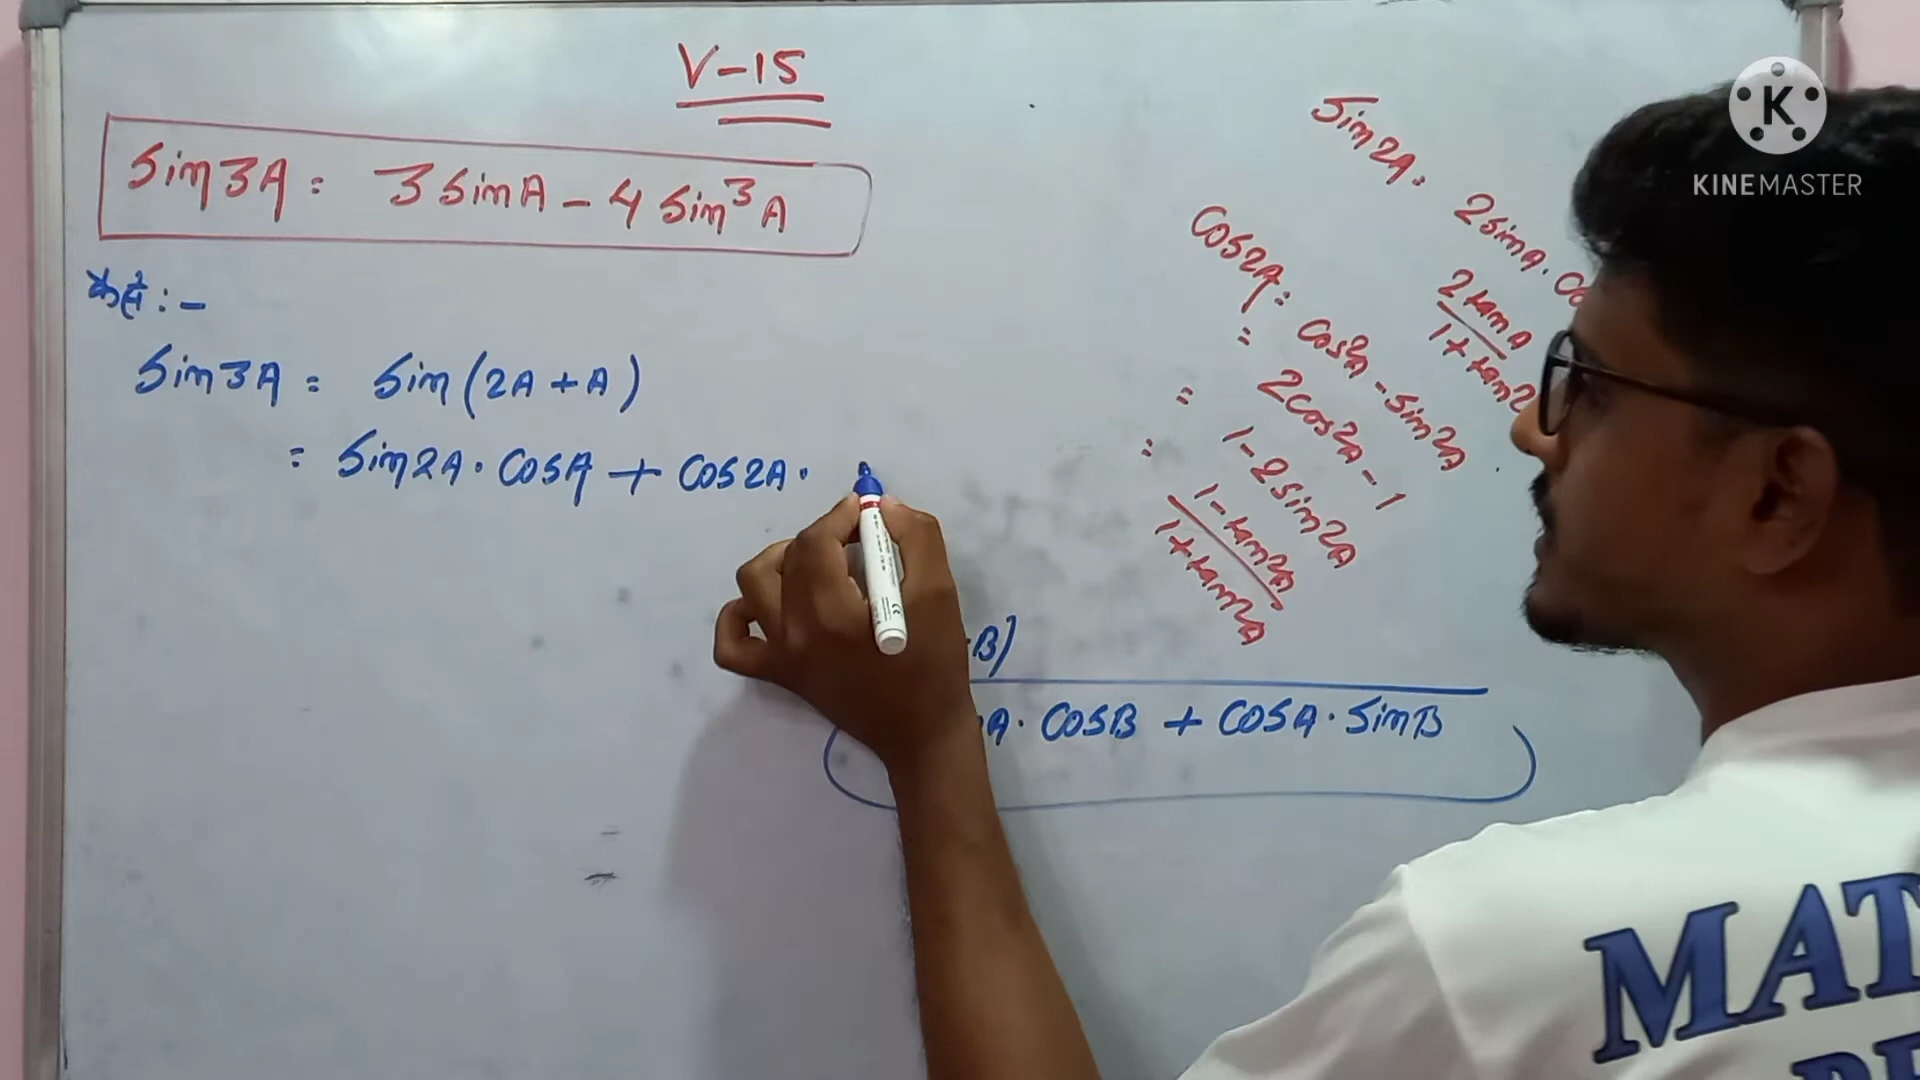 V-15
Sin3A = 3SinA - 4Sin³A
Sin3A = Sin(2A + A)
= Sin2A · CosA + Cos2A ·
Sin2A = 2SinA · Co
2tanA
1+tan2
Cos2A = Cos²A - Sin²A
= 2Cos²A - 1
= 1 - 2Sin²A
= 1 - tan²A
1 + tan²A
B)
A · CosB + CosA · SinB
K
KINEMASTER
MAT